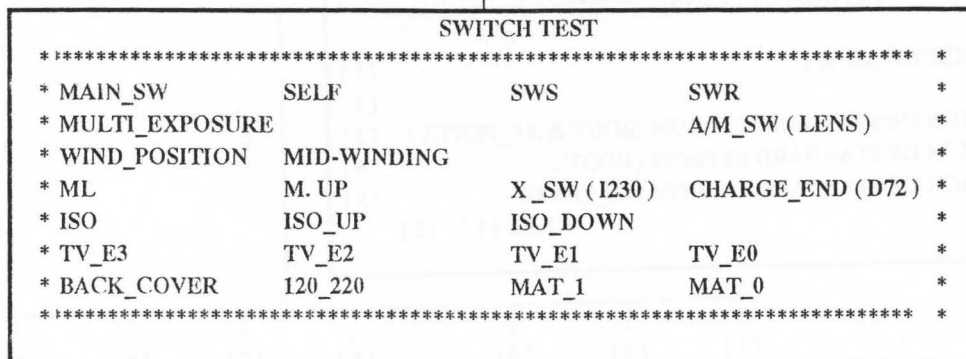 SWITCH TEST
* ************************************************************************** *
* MAIN_SW SELF SWS SWR *
* MULTI_EXPOSURE A/M_SW ( LENS ) *
* WIND_POSITION MID-WINDING *
* ML M. UP X_SW ( I230 ) CHARGE_END ( D72 ) *
* ISO ISO_UP ISO_DOWN *
* TV_E3 TV_E2 TV_E1 TV_E0 *
* BACK_COVER 120_220 MAT_1 MAT_0 *
* ************************************************************************** *